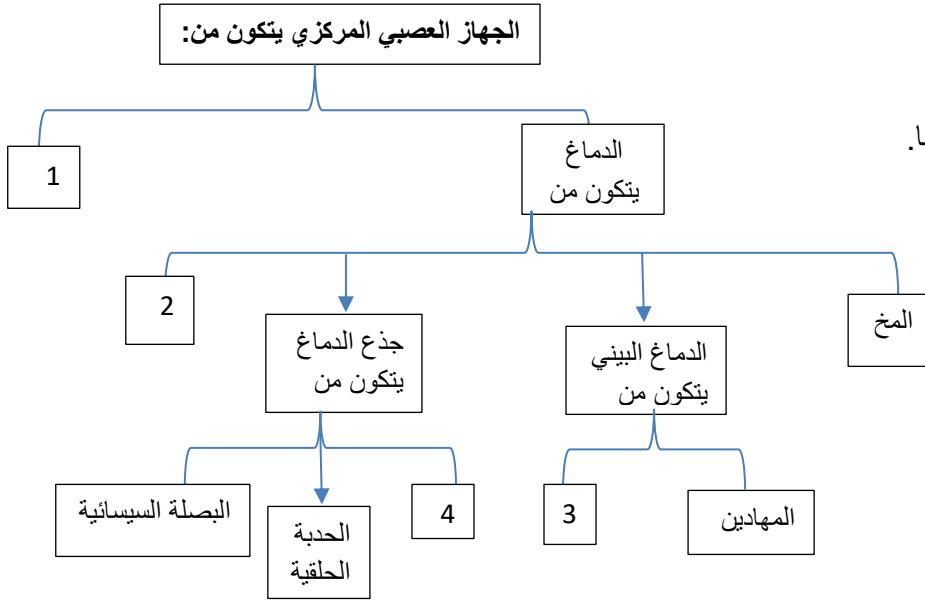 الجهاز العصبي المركزي يتكون من:
الدماغ
يتكون من
1
المخ
الدماغ البيني
يتكون من
جذع الدماغ
يتكون من
2
المهادين
3
4
الحدبة
الحلقية
البصلة السيسائية